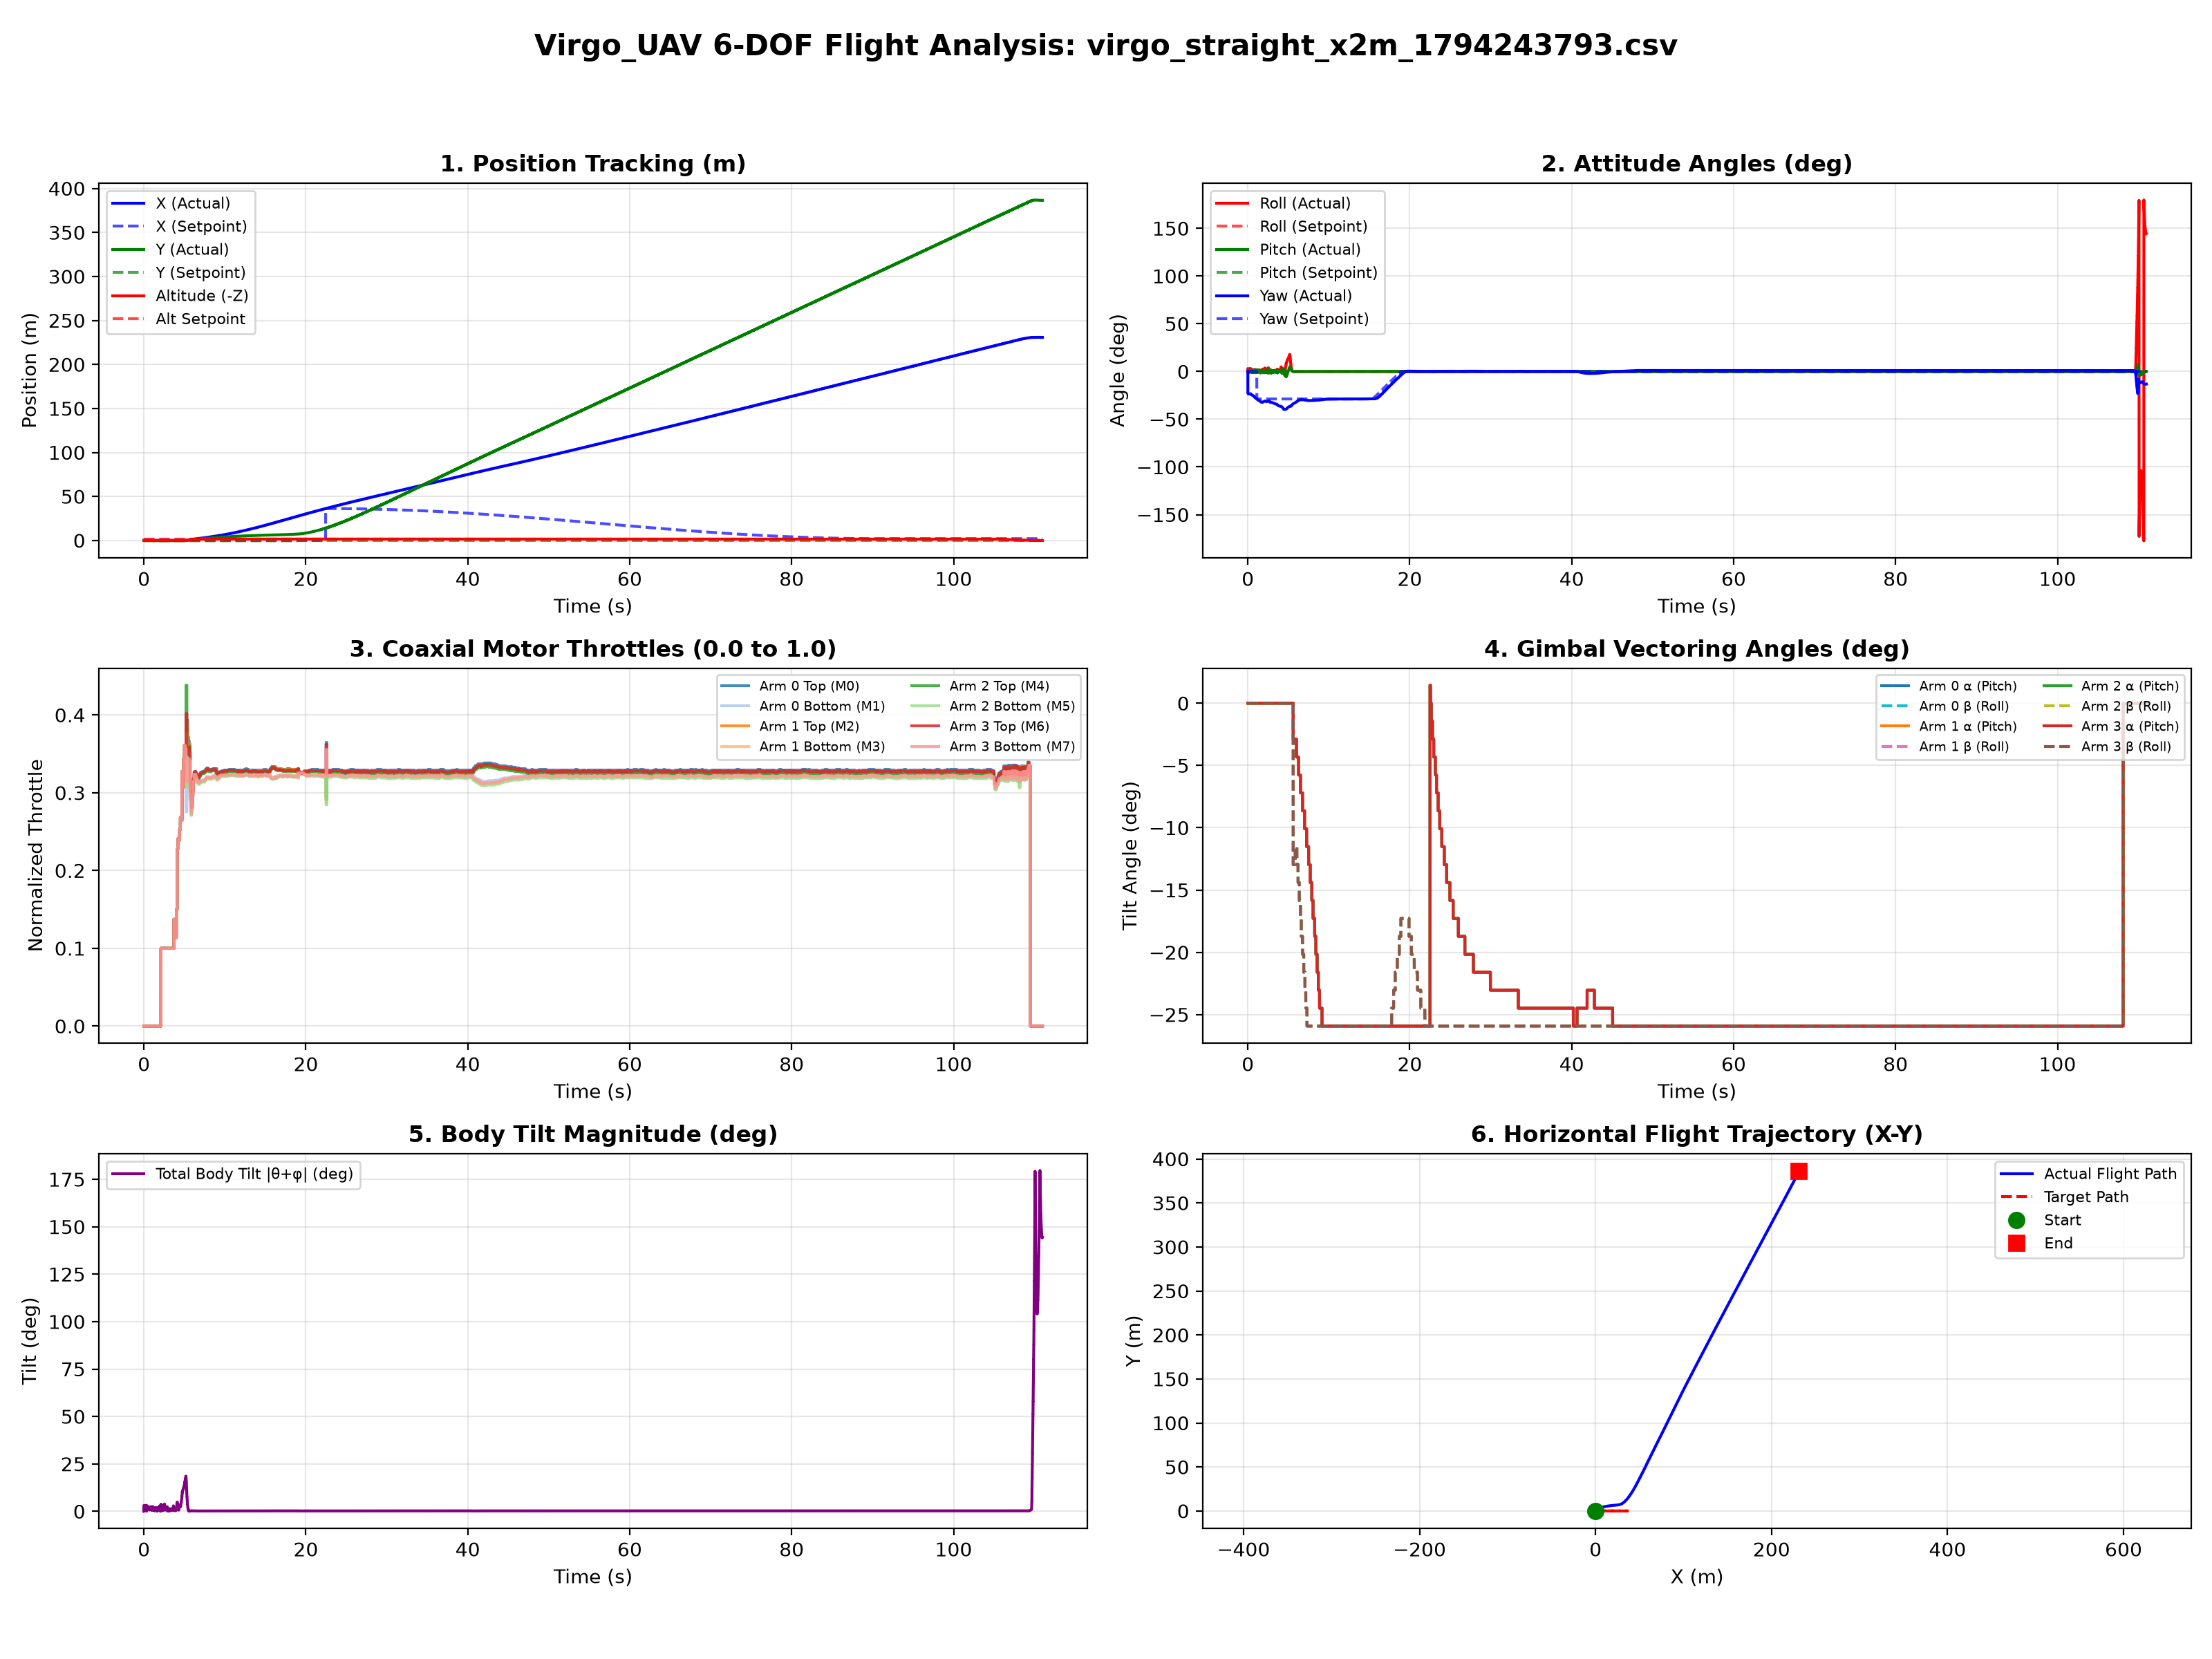 Virgo_UAV 6-DOF Flight Analysis: virgo_straight_x2m_1794243793.csv
1. Position Tracking (m)
400
350
300
250
200
150
100
50
0
Position (m)
X (Actual)
X (Setpoint)
Y (Actual)
Y (Setpoint)
Altitude (-Z)
Alt Setpoint
0 20 40 60 80 100
Time (s)
2. Attitude Angles (deg)
150
100
50
0
−50
−100
−150
Angle (deg)
Roll (Actual)
Roll (Setpoint)
Pitch (Actual)
Pitch (Setpoint)
Yaw (Actual)
Yaw (Setpoint)
0 20 40 60 80 100
Time (s)
3. Coaxial Motor Throttles (0.0 to 1.0)
0.4
0.3
0.2
0.1
0.0
Normalized Throttle
Arm 0 Top (M0) Arm 2 Top (M4)
Arm 0 Bottom (M1) Arm 2 Bottom (M5)
Arm 1 Top (M2) Arm 3 Top (M6)
Arm 1 Bottom (M3) Arm 3 Bottom (M7)
0 20 40 60 80 100
Time (s)
4. Gimbal Vectoring Angles (deg)
0
−5
−10
−15
−20
−25
Tilt Angle (deg)
Arm 0 α (Pitch) Arm 2 α (Pitch)
Arm 0 β (Roll) Arm 2 β (Roll)
Arm 1 α (Pitch) Arm 3 α (Pitch)
Arm 1 β (Roll) Arm 3 β (Roll)
0 20 40 60 80 100
Time (s)
5. Body Tilt Magnitude (deg)
175
150
125
100
75
50
25
0
Tilt (deg)
Total Body Tilt |θ+φ| (deg)
0 20 40 60 80 100
Time (s)
6. Horizontal Flight Trajectory (X-Y)
400
350
300
250
200
150
100
50
0
Y (m)
Actual Flight Path
Target Path
Start
End
−400 −200 0 200 400 600
X (m)